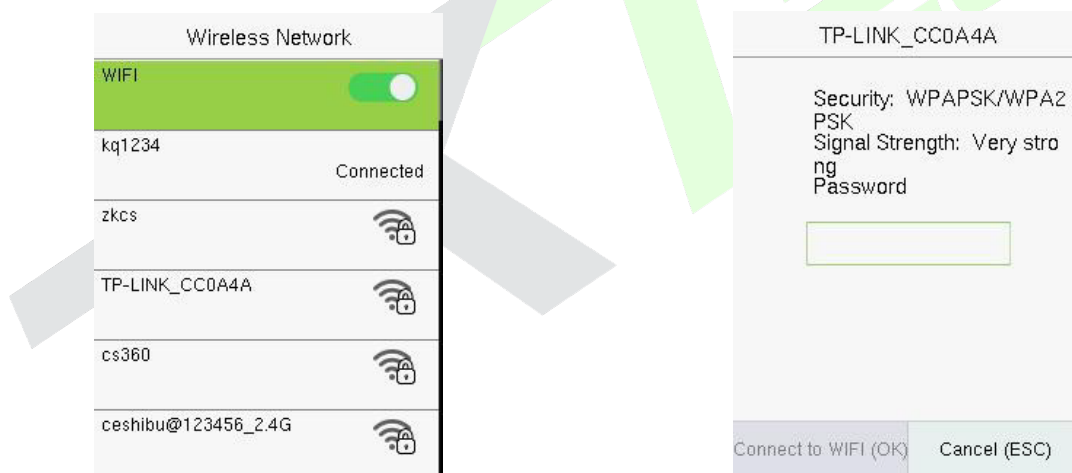 Wireless Network
WIFI
kq1234
Connected
zkcs
TP-LINK_CC0A4A
cs360
ceshibu@123456_2.4G
TP-LINK_CC0A4A
Security: WPAPSK/WPA2
PSK
Signal Strength: Very stro
ng
Password
Connect to WIFI (OK)
Cancel (ESC)